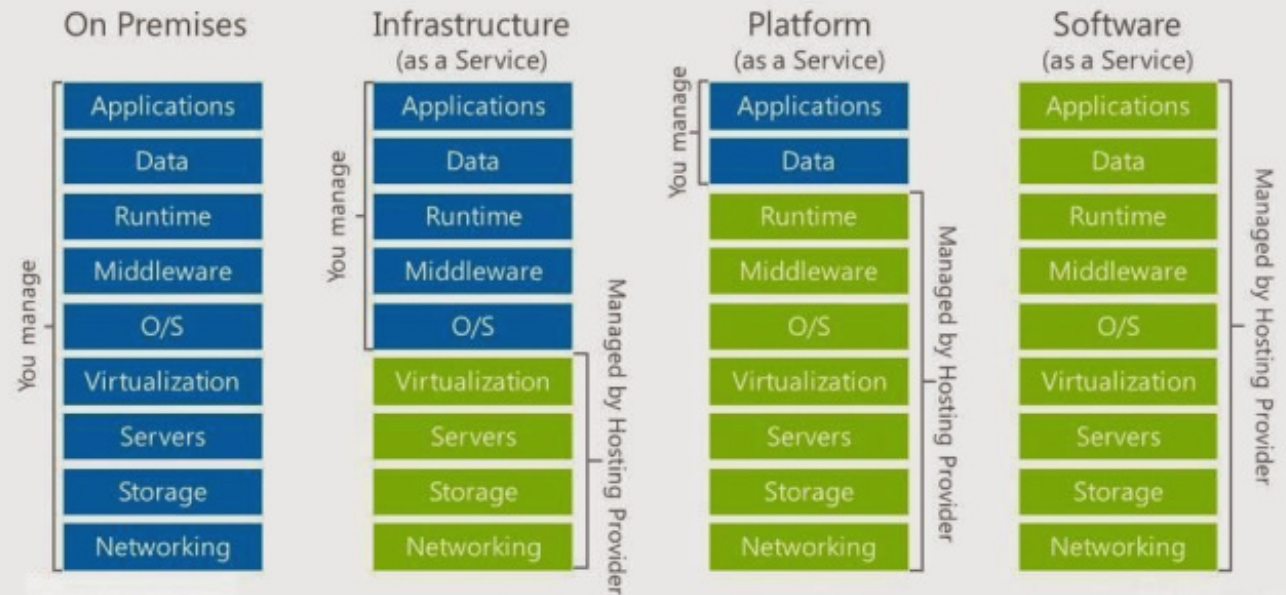 On Premises
Applications
Data
Runtime
Middleware
O/S
Virtualization
Servers
Storage
Networking
You manage
Infrastructure
(as a Service)
Applications
Data
Runtime
Middleware
O/S
Virtualization
Servers
Storage
Networking
You manage
Managed by Hosting Provider
Platform
(as a Service)
Applications
Data
Runtime
Middleware
O/S
Virtualization
Servers
Storage
Networking
You manage
Managed by Hosting Provider
Software
(as a Service)
Applications
Data
Runtime
Middleware
O/S
Virtualization
Servers
Storage
Networking
Managed by Hosting Provider